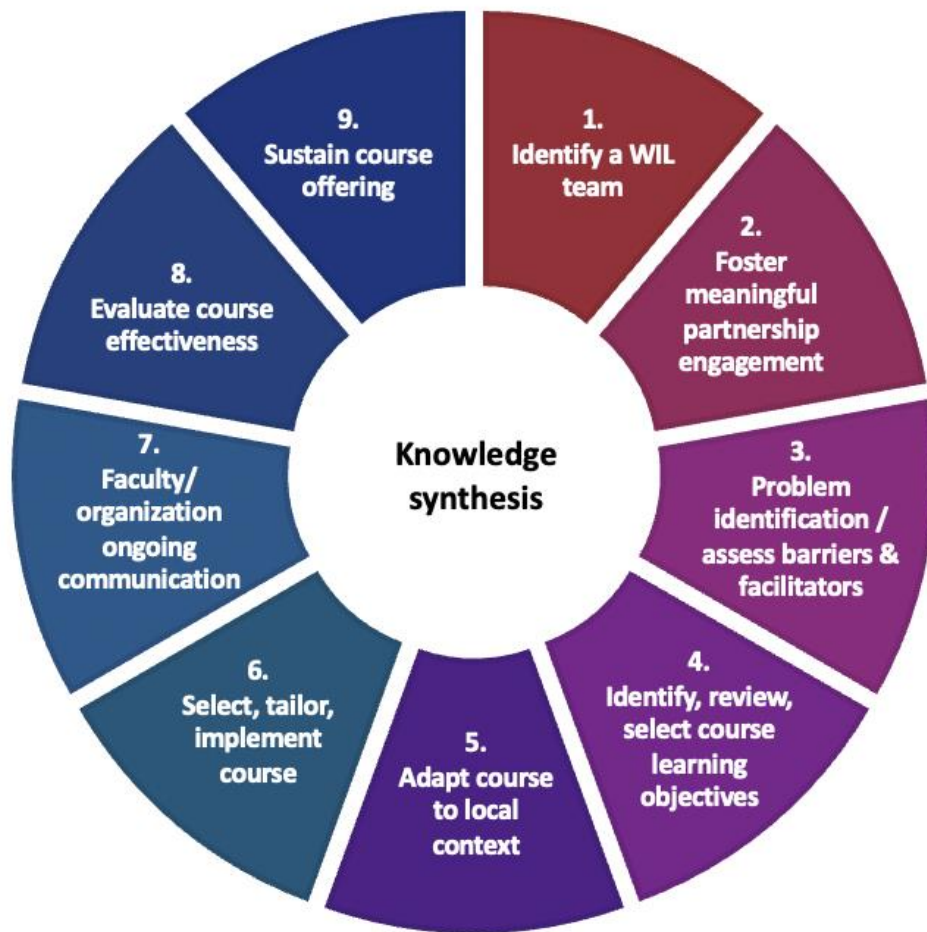 1.
Identify a WIL
team
2.
Foster
meaningful
partnership
engagement
3.
Problem
identification /
assess barriers &
facilitators
4.
Identify, review,
select course
learning
objectives
5.
Adapt course
to local
context
6.
Select, tailor,
implement
course
7.
Faculty/
organization
ongoing
communication
8.
Evaluate course
effectiveness
9.
Sustain course
offering
Knowledge
synthesis